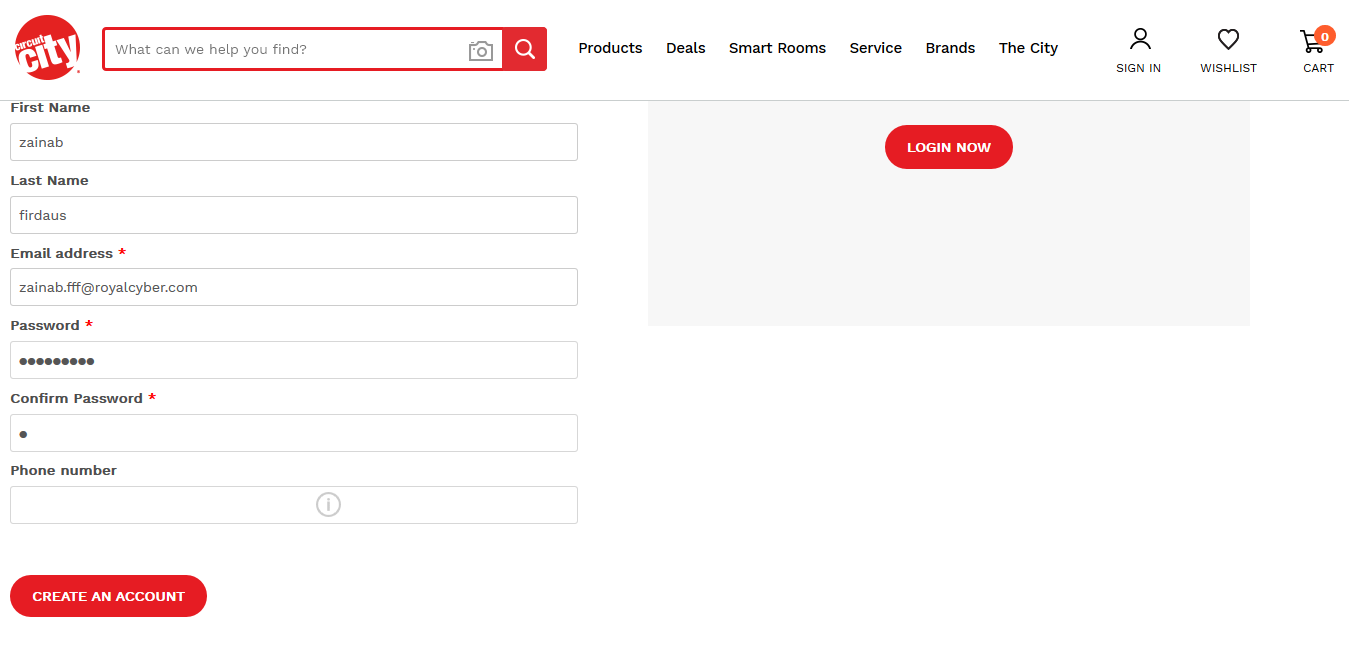 circuit
city
What can we help you find?
Products Deals Smart Rooms Service Brands The City
SIGN IN
WISHLIST
0
CART
First Name
zainab
Last Name
firdaus
Email address *
zainab.fff@royalcyber.com
Password *
●●●●●●●●●
Confirm Password *
●
Phone number
i
CREATE AN ACCOUNT
LOGIN NOW